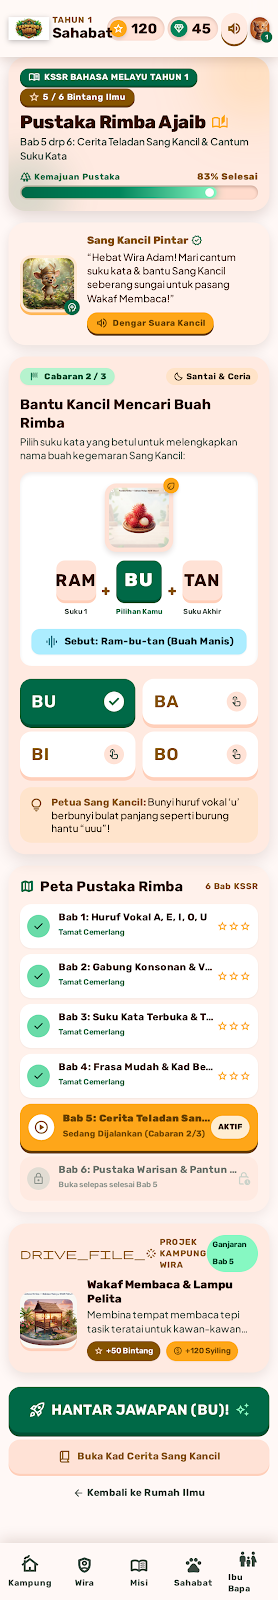 TAHUN 1
Sahabat
120
45
1
KSSR BAHASA MELAYU TAHUN 1
5 / 6 Bintang Ilmu
Pustaka Rimba Ajaib
Bab 5 drp 6: Cerita Teladan Sang Kancil & Cantum
Suku Kata
Kemajuan Pustaka
83% Selesai
Sang Kancil Pintar
"Hebat Wira Adam! Mari cantum
suku kata & bantu Sang Kancil
seberang sungai untuk pasang
Wakaf Membaca!"
Dengar Suara Kancil
Cabaran 2 / 3
Santai & Ceria
Bantu Kancil Mencari Buah
Rimba
Pilih suku kata yang betul untuk melengkapkan
nama buah kegemaran Sang Kancil:
RAM + BU + TAN
Suku 1
Pilihan Kamu
Suku Akhir
Sebut: Ram-bu-tan (Buah Manis)
BU
BA
BI
BO
Petua Sang Kancil: Bunyi huruf vokal 'u'
berbunyi bulat panjang seperti burung
hantu "uuu"!
Peta Pustaka Rimba
6 Bab KSSR
Bab 1: Huruf Vokal A, E, I, O, U
Tamat Cemerlang
Bab 2: Gabung Konsonan & V...
Tamat Cemerlang
Bab 3: Suku Kata Terbuka & T...
Tamat Cemerlang
Bab 4: Frasa Mudah & Kad Be...
Tamat Cemerlang
Bab 5: Cerita Teladan San...
Sedang Dijalankan (Cabaran 2/3)
AKTIF
Bab 6: Pustaka Warisan & Pantun ...
Buka selepas selesai Bab 5
DRIVE_FILE_
PROJEK
KAMPUNG
WIRA
Ganjaran
Bab 5
Wakaf Membaca & Lampu
Pelita
Membina tempat membaca tepi
tasik teratai untuk kawan-kawan...
+50 Bintang
+120 Syiling
HANTAR JAWAPAN (BU)!
Buka Kad Cerita Sang Kancil
Kembali ke Rumah Ilmu
Kampung
Wira
Misi
Sahabat
Ibu
Bapa